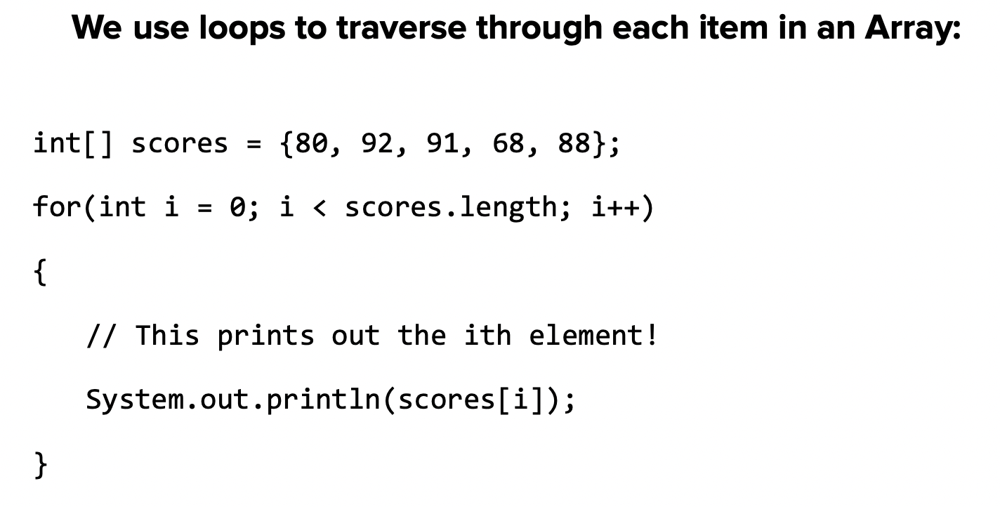 We use loops to traverse through each item in an Array:
int[] scores = {80, 92, 91, 68, 88};
for(int i = 0; i < scores.length; i++)
{
// This prints out the ith element!
System.out.println(scores[i]);
}